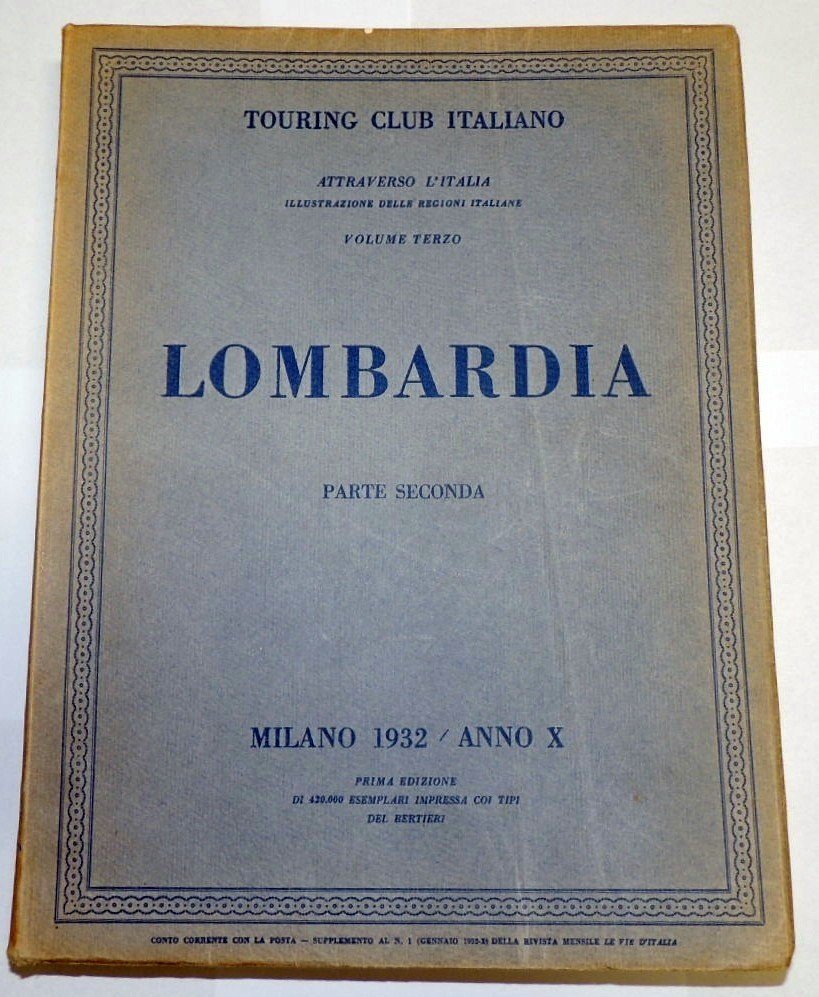 TOURING CLUB ITALIANO
ATTRAVERSO L'ITALIA
ILLUSTRAZIONE DELLE REGIONI ITALIANE
VOLUME TERZO
LOMBARDIA
PARTE SECONDA
MILANO 1932 / ANNO X
PRIMA EDIZIONE
DI 420.000 ESEMPLARI IMPRESSA COI TIPI
DEL BERTIERI
CONTO CORRENTE CON LA POSTA — SUPPLEMENTO AL N. 1 (GENNAIO 1932-X) DELLA RIVISTA MENSILE LE VIE D'ITALIA